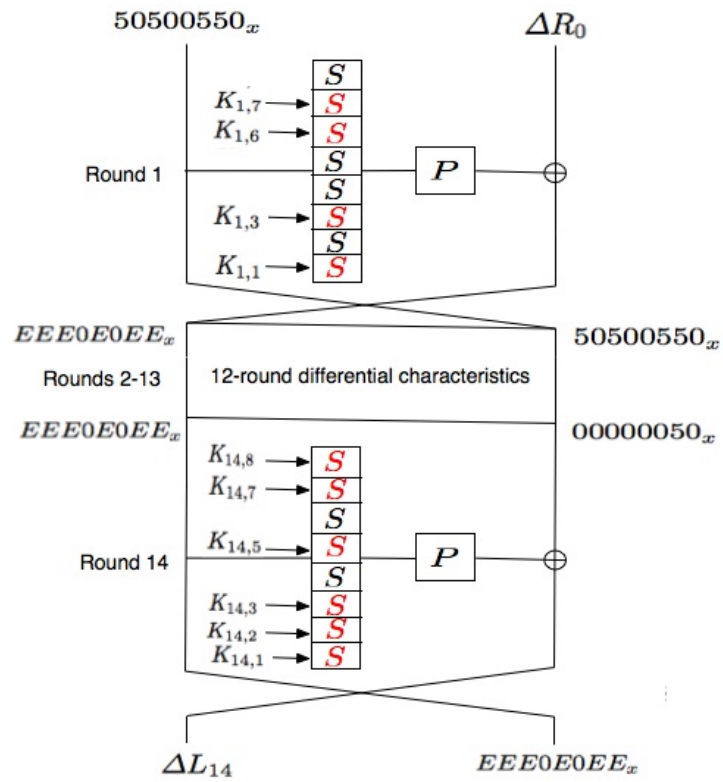 50500550ₓ ΔR₀
S
K₁,₇ S
K₁,₆ S
S
Round 1 P
S
K₁,₃ S
S
K₁,₁ S
EEE0E0EEₓ 50500550ₓ
Rounds 2-13 12-round differential characteristics
EEE0E0EEₓ 00000050ₓ
K₁₄,₈ S
K₁₄,₇ S
S
K₁₄,₅ S
Round 14 P
S
K₁₄,₃ S
K₁₄,₂ S
K₁₄,₁ S
ΔL₁₄ EEE0E0EEₓ